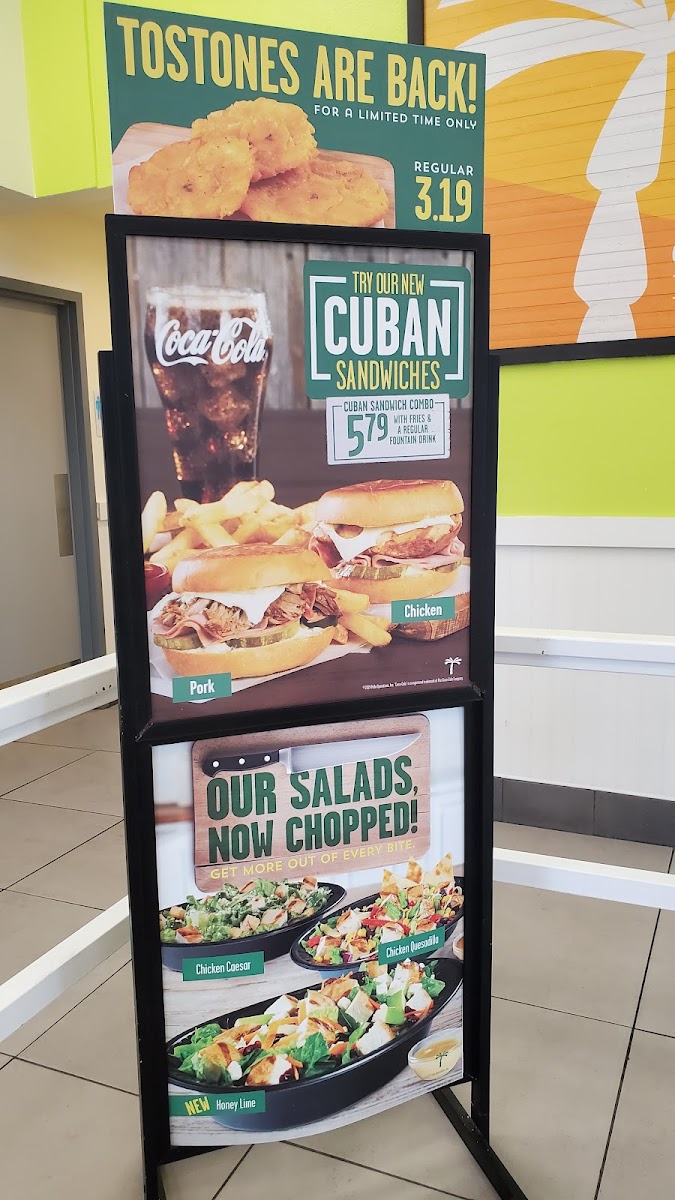 TOSTONES ARE BACK!
FOR A LIMITED TIME ONLY
REGULAR
3.19
TRY OUR NEW
CUBAN
SANDWICHES
CUBAN SANDWICH COMBO
579
WITH FRIES &
A REGULAR
FOUNTAIN DRINK
Coca-Cola
Chicken
Pork
OUR SALADS,
NOW CHOPPED!
GET MORE OUT OF EVERY BITE.
Chicken Caesar
Chicken Quesadilla
NEW Honey Lime